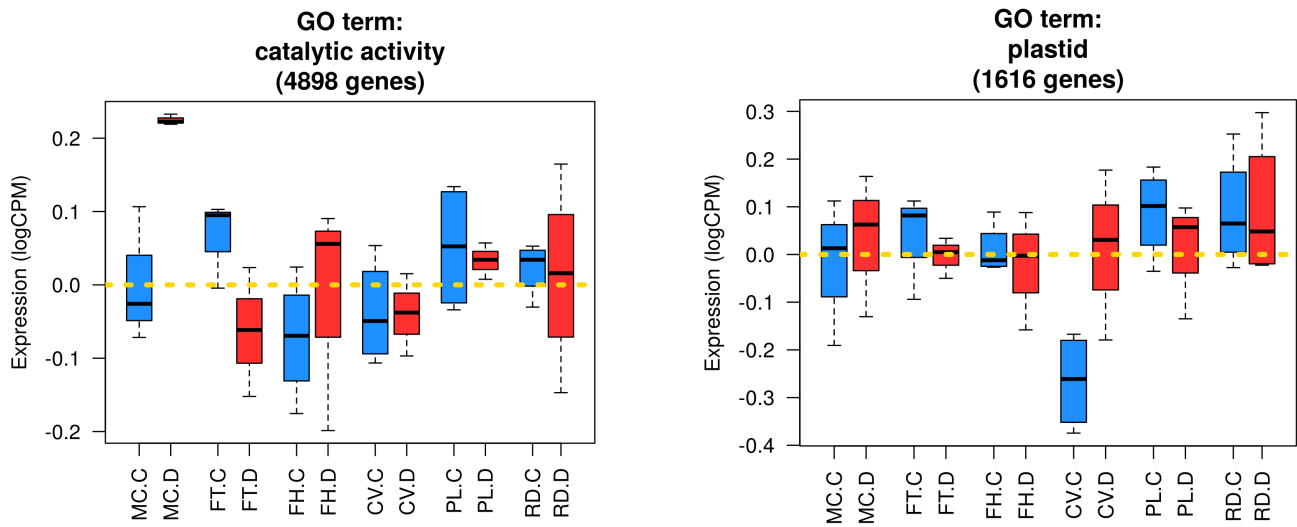 GO term:
catalytic activity
(4898 genes)
Expression (logCPM)
0.2
0.1
0.0
-0.1
-0.2
MC.C
MC.D
FT.C
FT.D
FH.C
FH.D
CV.C
CV.D
PL.C
PL.D
RD.C
RD.D
GO term:
plastid
(1616 genes)
Expression (logCPM)
0.3
0.2
0.1
0.0
-0.1
-0.2
-0.3
-0.4
MC.C
MC.D
FT.C
FT.D
FH.C
FH.D
CV.C
CV.D
PL.C
PL.D
RD.C
RD.D